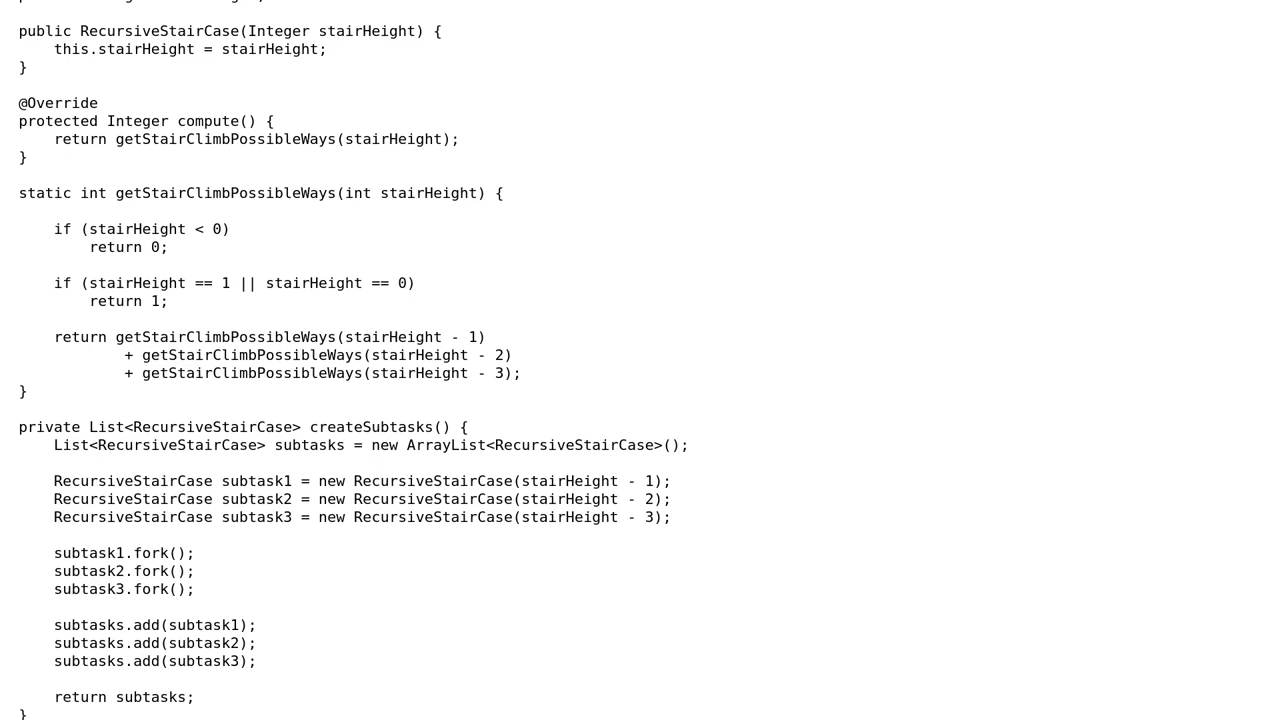 public RecursiveStairCase(Integer stairHeight) {
    this.stairHeight = stairHeight;
}

@Override
protected Integer compute() {
    return getStairClimbPossibleWays(stairHeight);
}

static int getStairClimbPossibleWays(int stairHeight) {

    if (stairHeight < 0)
        return 0;

    if (stairHeight == 1 || stairHeight == 0)
        return 1;

    return getStairClimbPossibleWays(stairHeight - 1)
            + getStairClimbPossibleWays(stairHeight - 2)
            + getStairClimbPossibleWays(stairHeight - 3);
}

private List<RecursiveStairCase> createSubtasks() {
    List<RecursiveStairCase> subtasks = new ArrayList<RecursiveStairCase>();

    RecursiveStairCase subtask1 = new RecursiveStairCase(stairHeight - 1);
    RecursiveStairCase subtask2 = new RecursiveStairCase(stairHeight - 2);
    RecursiveStairCase subtask3 = new RecursiveStairCase(stairHeight - 3);

    subtask1.fork();
    subtask2.fork();
    subtask3.fork();

    subtasks.add(subtask1);
    subtasks.add(subtask2);
    subtasks.add(subtask3);

    return subtasks;
}